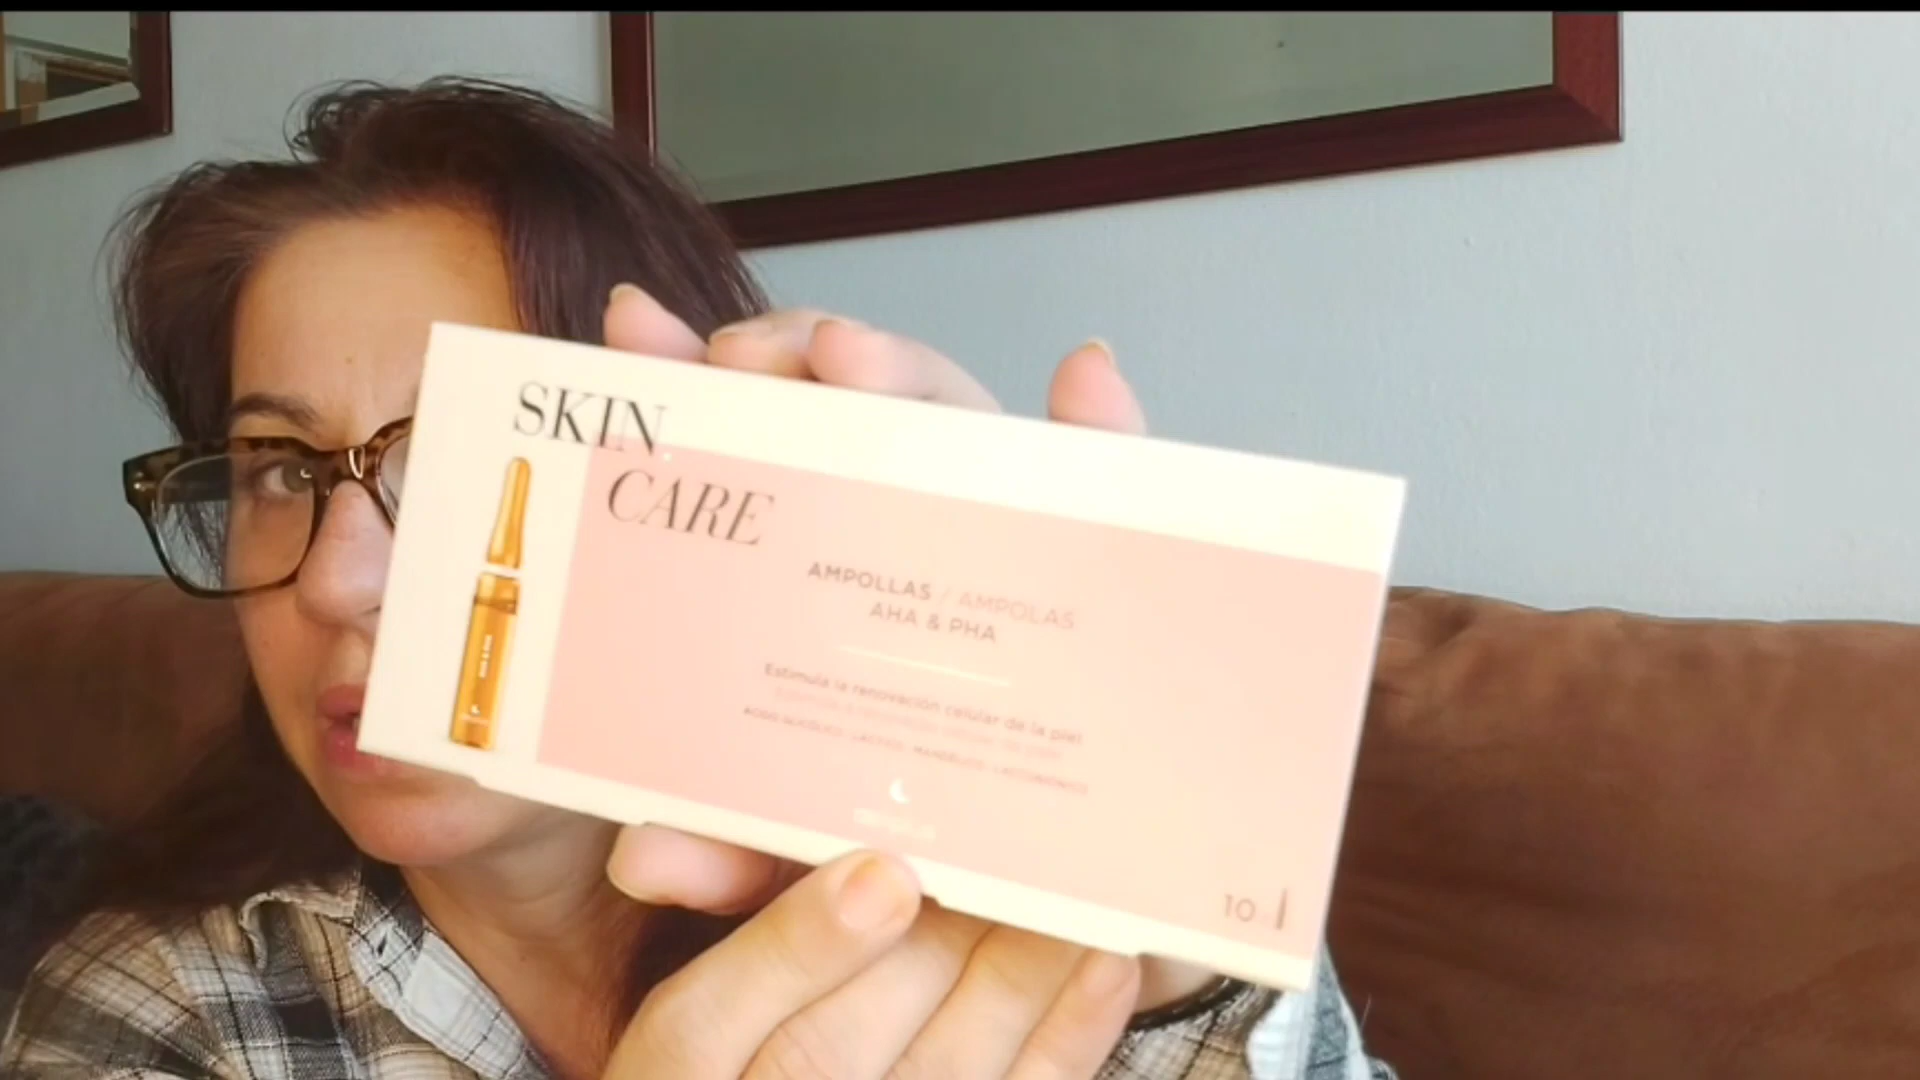 SKIN
CARE
AMPOLLAS / AMPOLAS
AHA & PHA
Estimula la renovación celular de la piel
10